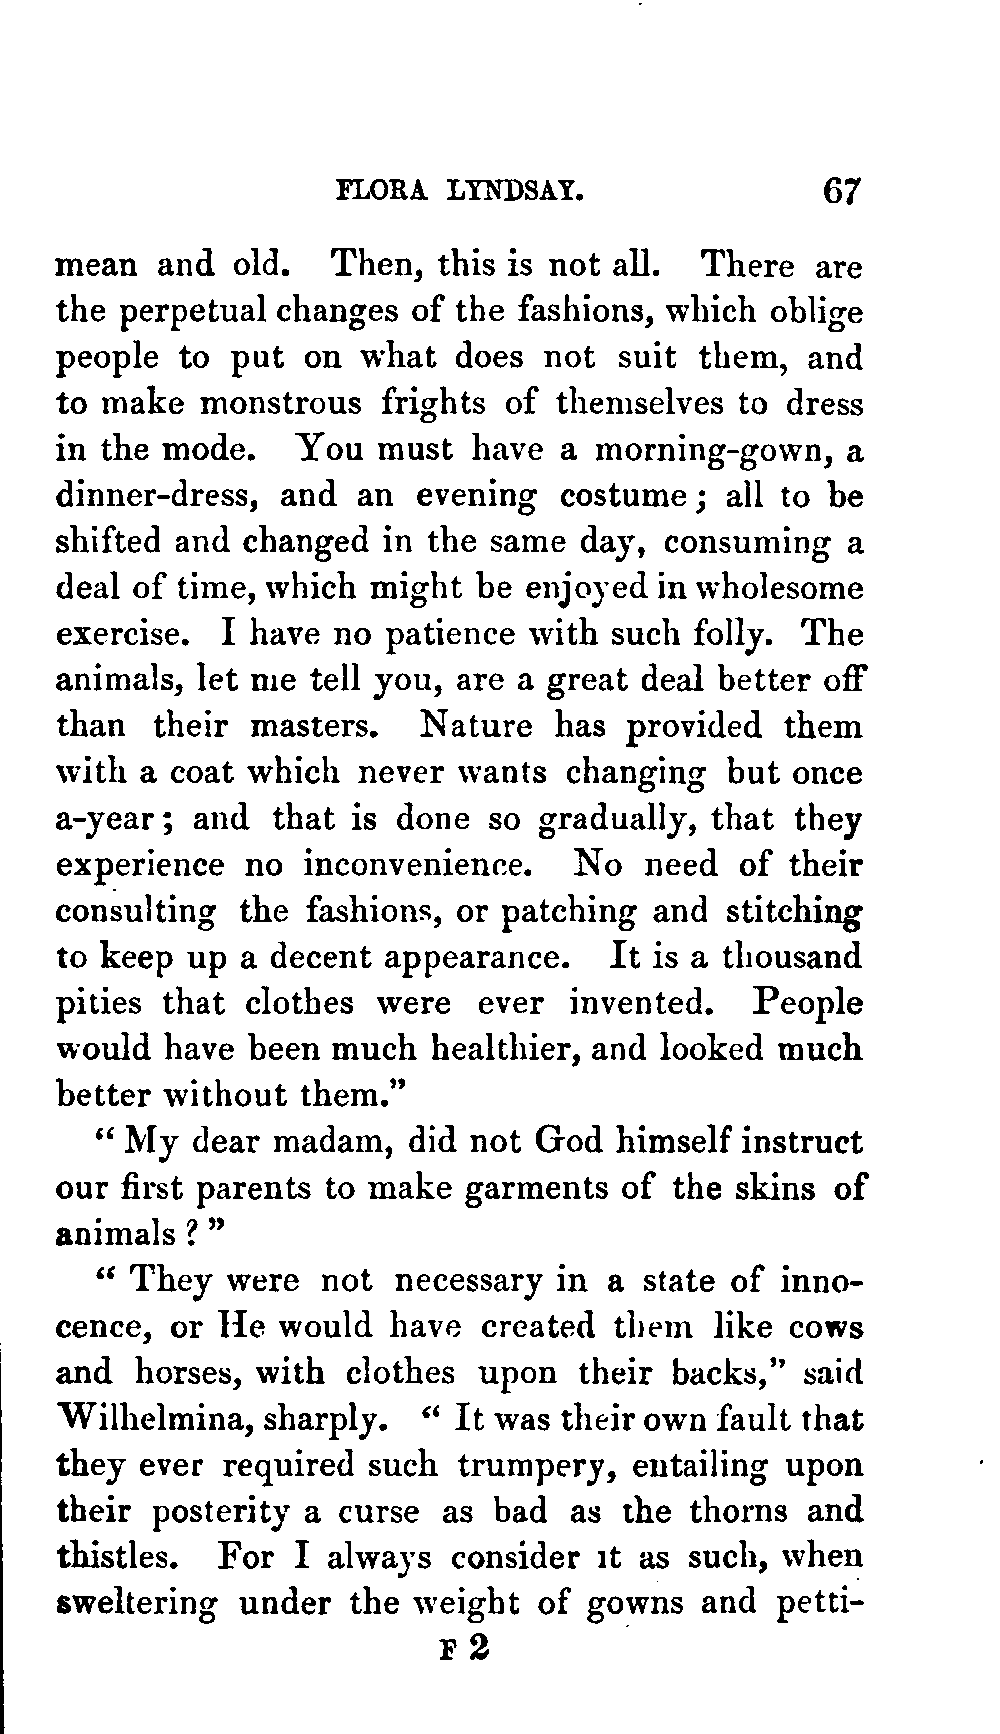 FLORA LYNDSAY. 67
mean and old. Then, this is not all. There are
the perpetual changes of the fashions, which oblige
people to put on what does not suit them, and
to make monstrous frights of themselves to dress
in the mode. You must have a morning-gown, a
dinner-dress, and an evening costume; all to be
shifted and changed in the same day, consuming a
deal of time, which might be enjoyed in wholesome
exercise. I have no patience with such folly. The
animals, let me tell you, are a great deal better off
than their masters. Nature has provided them
with a coat which never wants changing but once
a-year; and that is done so gradually, that they
experience no inconvenience. No need of their
consulting the fashions, or patching and stitching
to keep up a decent appearance. It is a thousand
pities that clothes were ever invented. People
would have been much healthier, and looked much
better without them."
"My dear madam, did not God himself instruct
our first parents to make garments of the skins of
animals?"
"They were not necessary in a state of inno-
cence, or He would have created them like cows
and horses, with clothes upon their backs," said
Wilhelmina, sharply. "It was their own fault that
they ever required such trumpery, entailing upon
their posterity a curse as bad as the thorns and
thistles. For I always consider it as such, when
sweltering under the weight of gowns and petti-
F 2